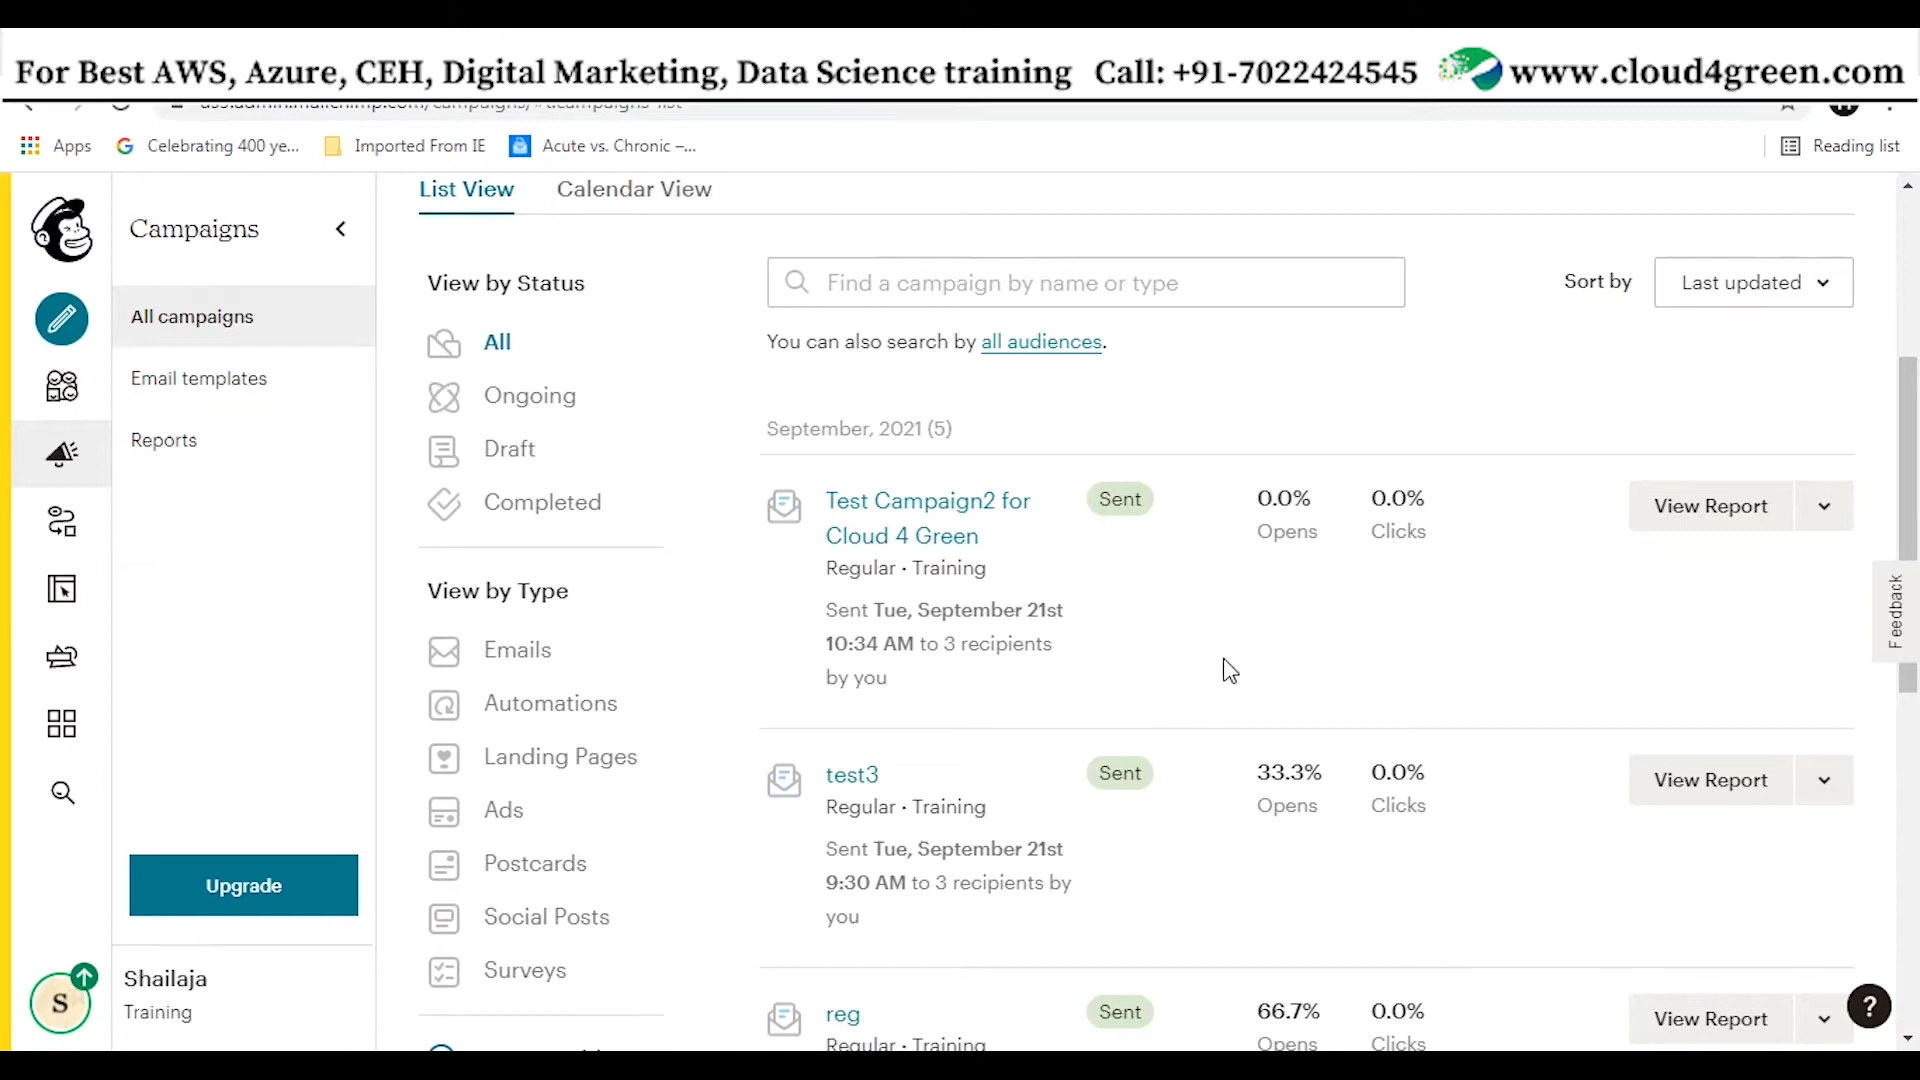 For Best AWS, Azure, CEH, Digital Marketing, Data Science training Call: +91-7022424545 www.cloud4green.com
Apps Celebrating 400 ye... Imported From IE Acute vs. Chronic –... Reading list
List View Calendar View
Campaigns
All campaigns
Email templates
Reports
Upgrade
S Shailaja
Training
View by Status
All
Ongoing
Draft
Completed
View by Type
Emails
Automations
Landing Pages
Ads
Postcards
Social Posts
Surveys
Find a campaign by name or type
Sort by Last updated
You can also search by all audiences.
September, 2021 (5)
Test Campaign2 for Sent 0.0% 0.0% View Report
Cloud 4 Green Opens Clicks
Regular · Training
Sent Tue, September 21st
10:34 AM to 3 recipients
by you
test3 Sent 33.3% 0.0% View Report
Regular · Training Opens Clicks
Sent Tue, September 21st
9:30 AM to 3 recipients by
you
reg Sent 66.7% 0.0% View Report
Regular · Training Opens Clicks
Feedback
?